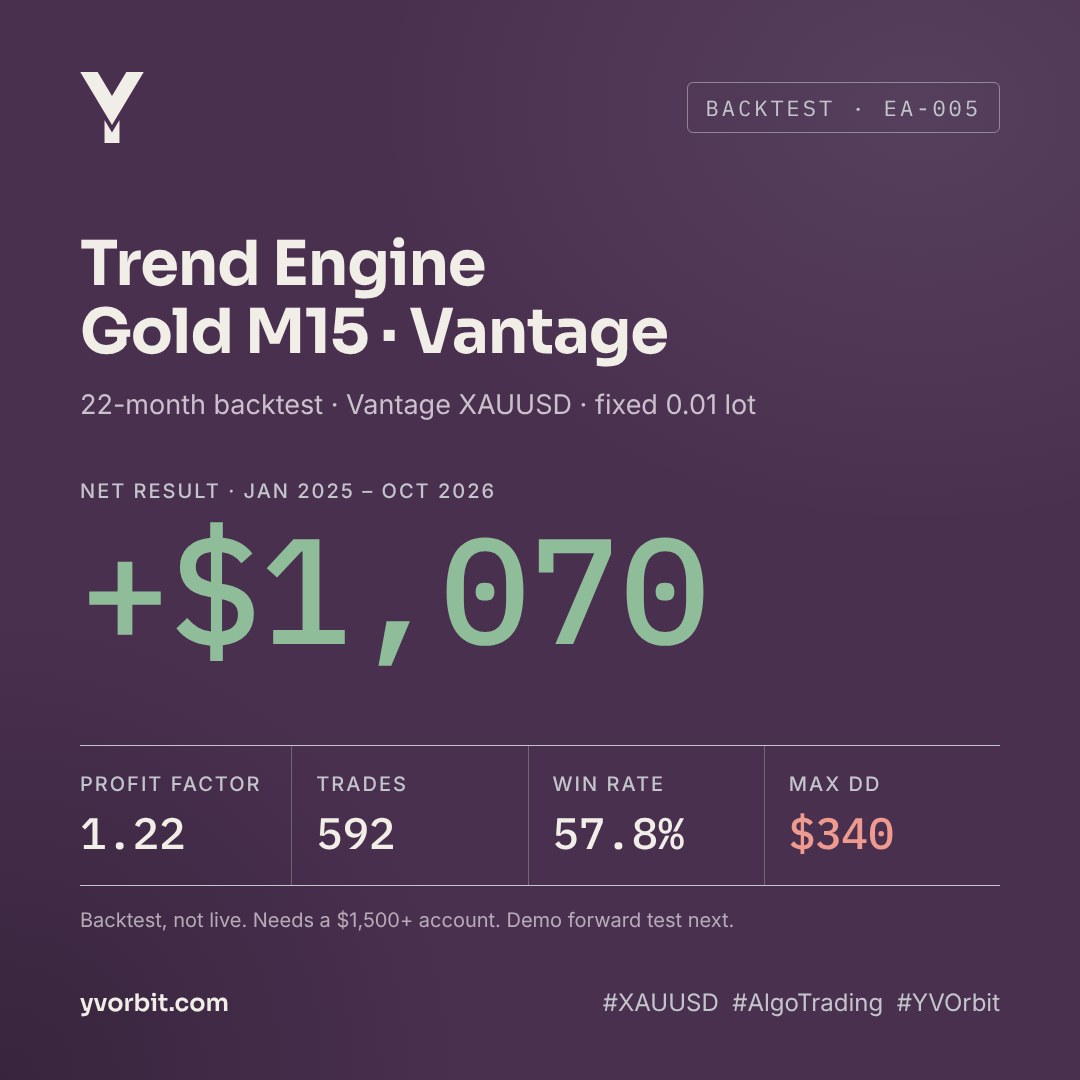 Y
BACKTEST · EA-005
Trend Engine
Gold M15 · Vantage
22-month backtest · Vantage XAUUSD · fixed 0.01 lot
NET RESULT · JAN 2025 – OCT 2026
+$1,070
PROFIT FACTOR TRADES WIN RATE MAX DD
1.22 592 57.8% $340
Backtest, not live. Needs a $1,500+ account. Demo forward test next.
yvorbit.com #XAUUSD #AlgoTrading #YVOrbit